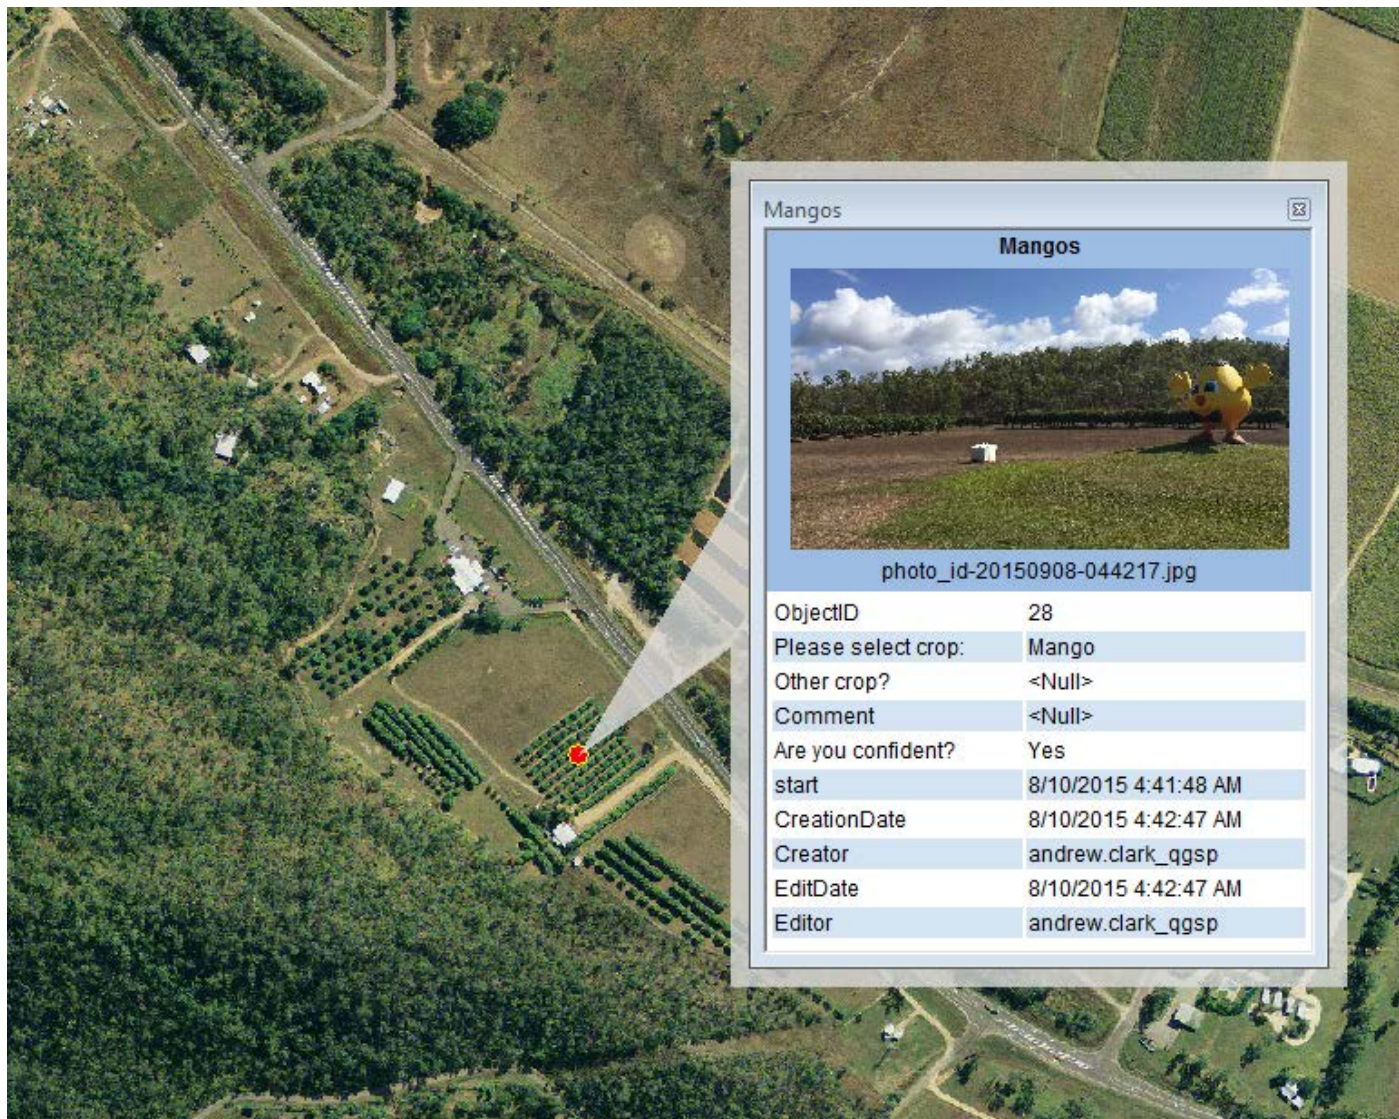 Mangos
Mangos
photo_id-20150908-044217.jpg
ObjectID 28
Please select crop: Mango
Other crop? <Null>
Comment <Null>
Are you confident? Yes
start 8/10/2015 4:41:48 AM
CreationDate 8/10/2015 4:42:47 AM
Creator andrew.clark_qgsp
EditDate 8/10/2015 4:42:47 AM
Editor andrew.clark_qgsp